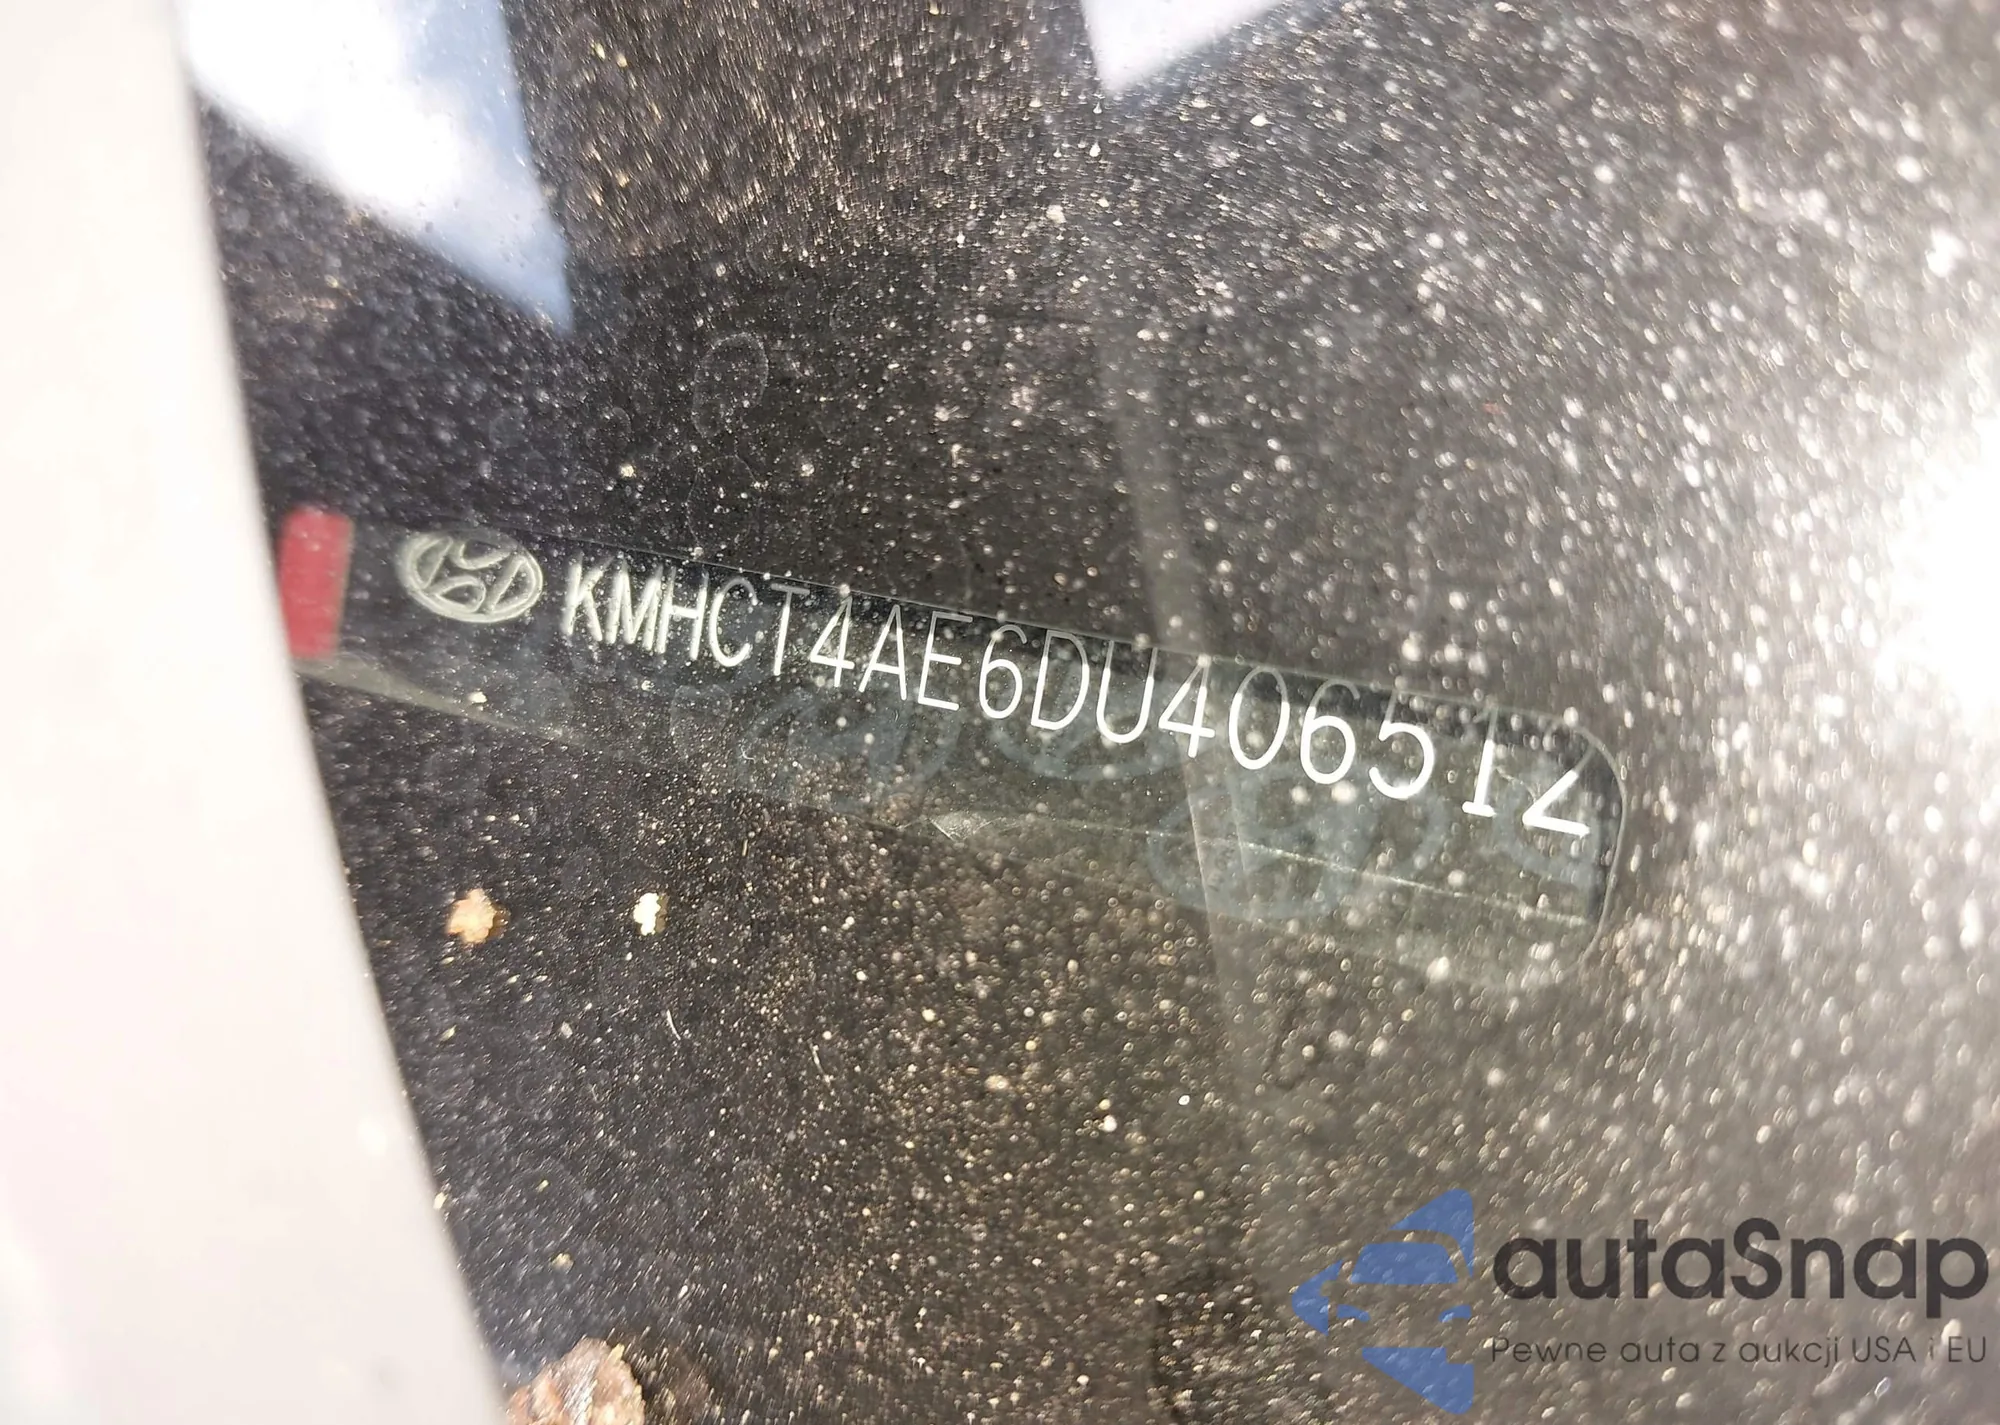 KMHCT4AE6DU406512
autaSnap
Pewne auta z aukcji USA i EU